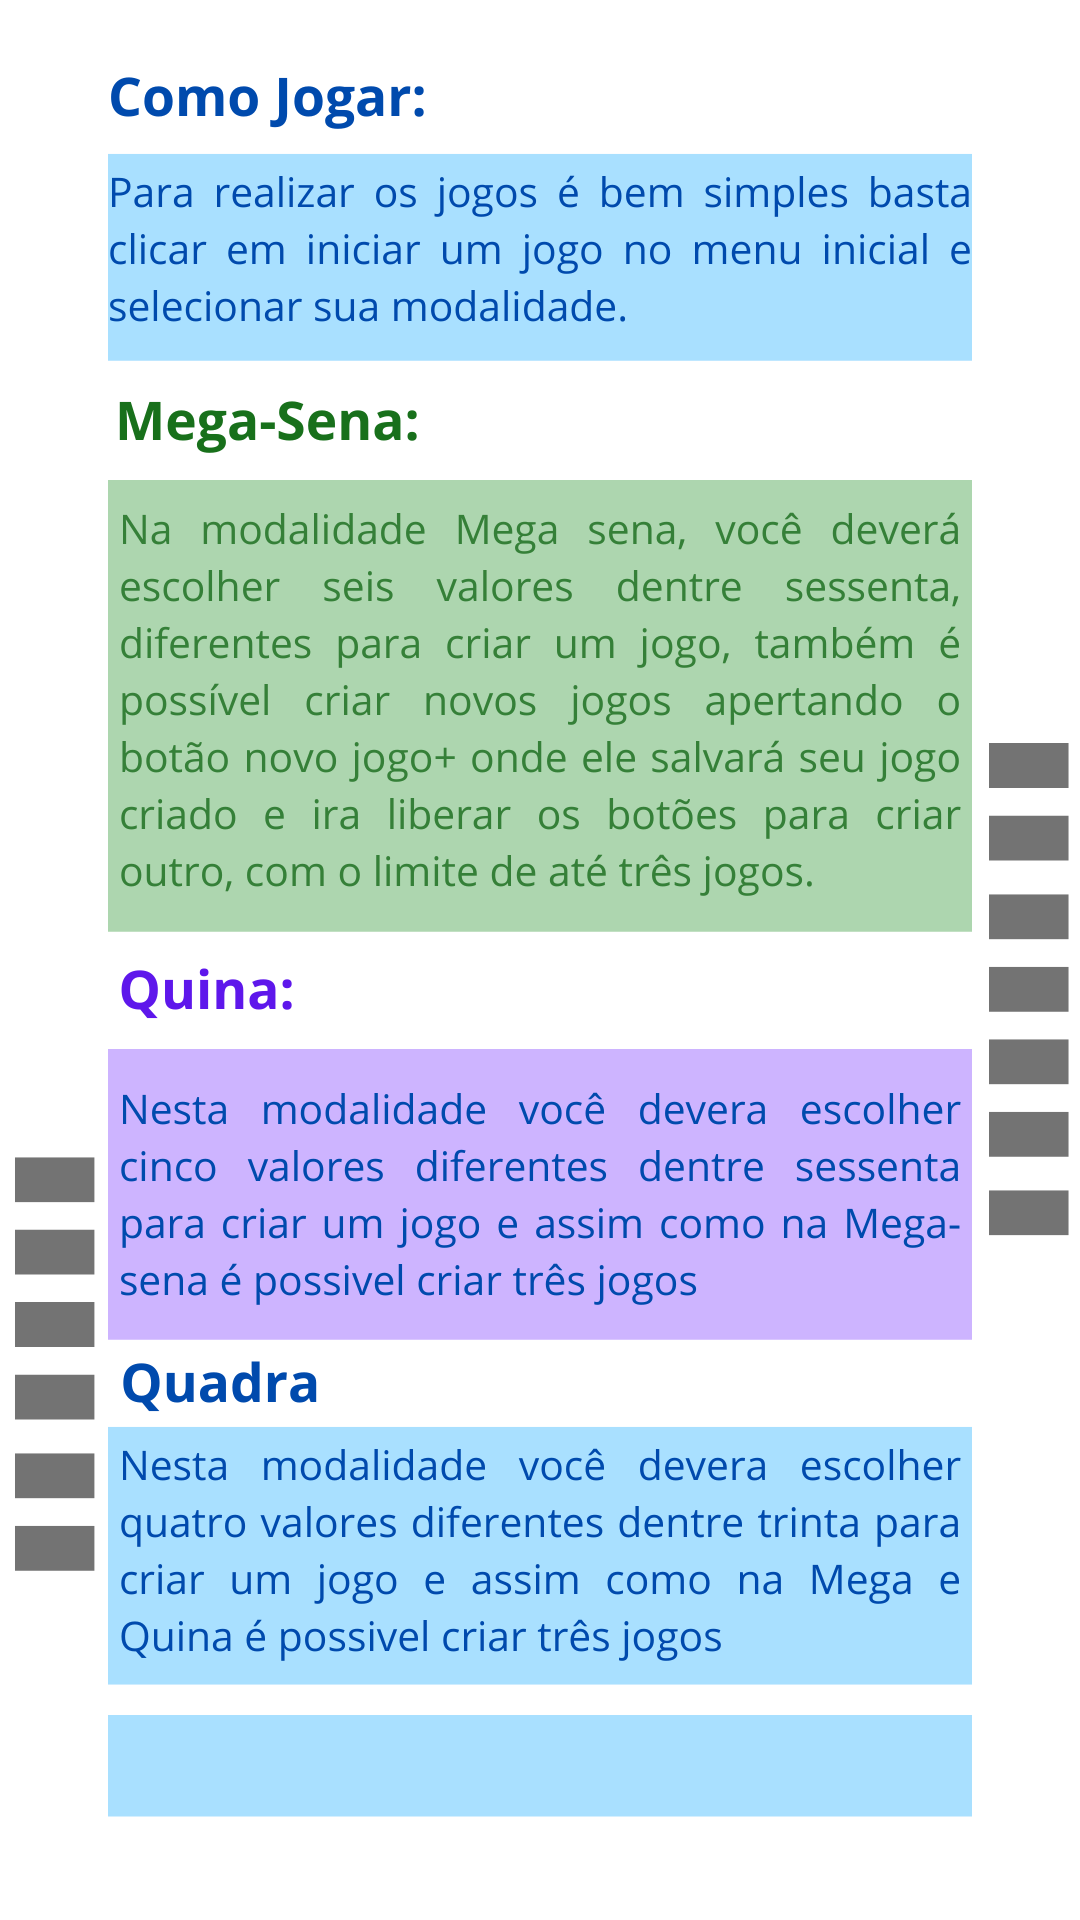 Como Jogar:
Para realizar os jogos é bem simples basta
clicar em iniciar um jogo no menu inicial e
selecionar sua modalidade.
Mega-Sena:
Na modalidade Mega sena, você deverá
escolher seis valores dentre sessenta,
diferentes para criar um jogo, também é
possível criar novos jogos apertando o
botão novo jogo+ onde ele salvará seu jogo
criado e ira liberar os botões para criar
outro, com o limite de até três jogos.
Quina:
Nesta modalidade você devera escolher
cinco valores diferentes dentre sessenta
para criar um jogo e assim como na Mega-
sena é possivel criar três jogos
Quadra
Nesta modalidade você devera escolher
quatro valores diferentes dentre trinta para
criar um jogo e assim como na Mega e
Quina é possivel criar três jogos